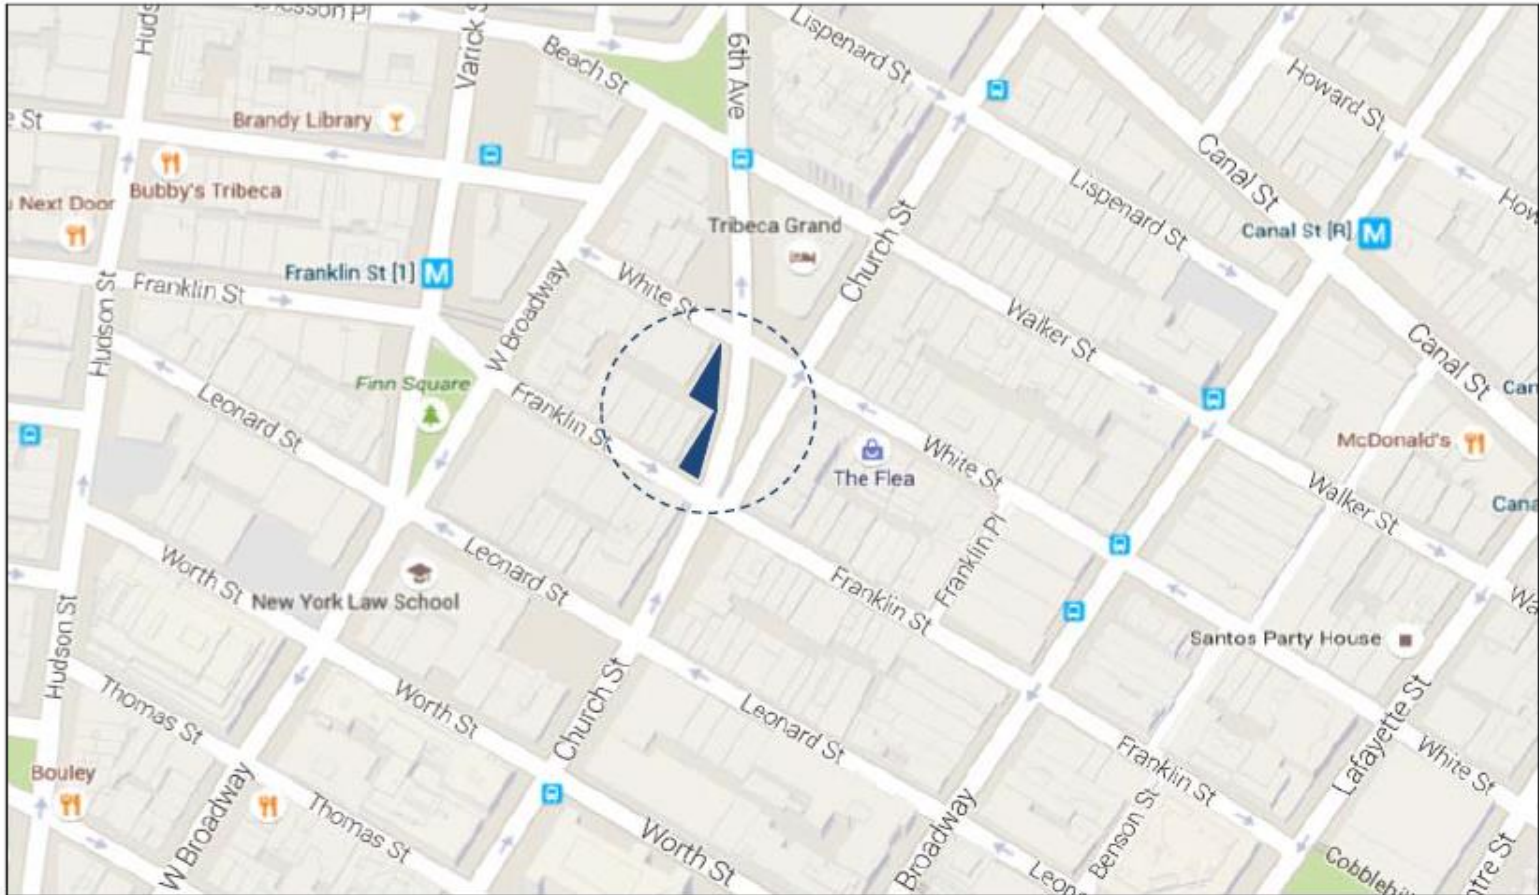 6th Ave
Varick
Beach St
Lispenard St
Howard St
Brandy Library
Canal St
Bubby's Tribeca
Next Door
Lispenard St
Tribeca Grand
Canal St [R]
Church St
Franklin St [1]
Franklin St
White St
W Broadway
Hudson St
Walker St
Canal St
Finn Square
Leonard St
Franklin St
McDonald's
The Flea
White St
Walker St
Franklin Pl
Worth St
New York Law School
Leonard St
Franklin St
Santos Party House
Hudson St
Thomas St
Worth St
Church St
Leonard St
Franklin St
Lafayette St
White St
Bouley
W Broadway
Thomas St
Worth St
Broadway
Benson St